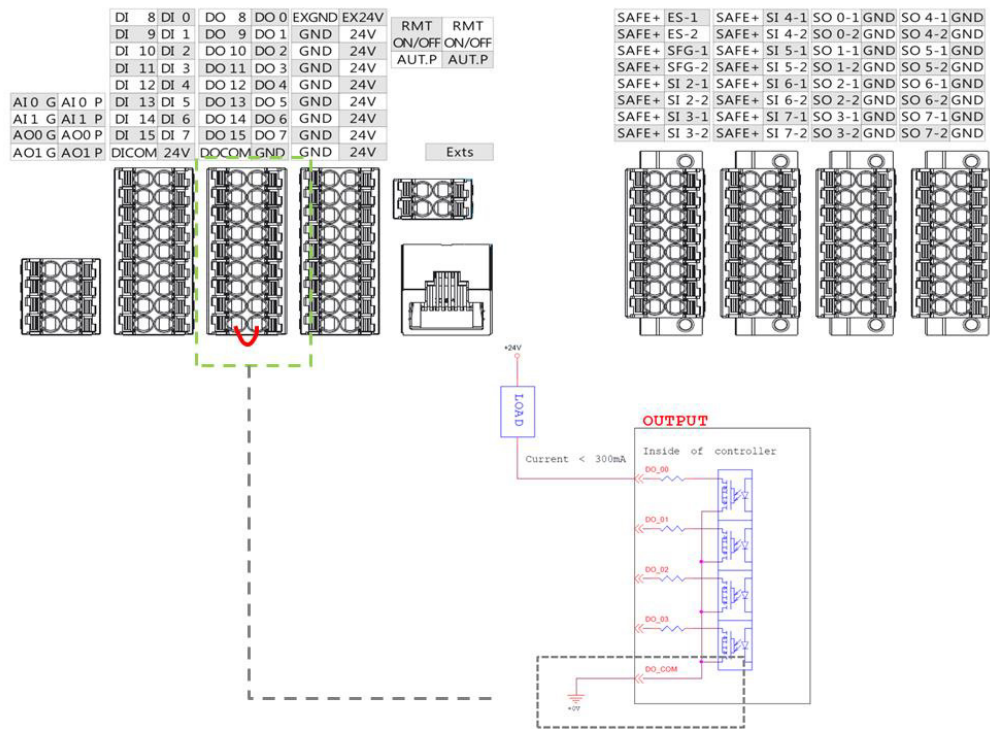 DI 8 DI 0 DO 8 DO 0 EXGND EX24V
DI 9 DI 1 DO 9 DO 1 GND 24V
DI 10 DI 2 DO 10 DO 2 GND 24V
DI 11 DI 3 DO 11 DO 3 GND 24V
DI 12 DI 4 DO 12 DO 4 GND 24V
AI 0 G AI 0 P DI 13 DI 5 DO 13 DO 5 GND 24V
AI 1 G AI 1 P DI 14 DI 6 DO 14 DO 6 GND 24V
AO0 G AO0 P DI 15 DI 7 DO 15 DO 7 GND 24V
AO1 G AO1 P DICOM 24V DOCOM GND GND 24V
RMT RMT
ON/OFF ON/OFF
AUT.P AUT.P
Exts
SAFE+ ES-1 SAFE+ SI 4-1 SO 0-1 GND SO 4-1 GND
SAFE+ ES-2 SAFE+ SI 4-2 SO 0-2 GND SO 4-2 GND
SAFE+ SFG-1 SAFE+ SI 5-1 SO 1-1 GND SO 5-1 GND
SAFE+ SFG-2 SAFE+ SI 5-2 SO 1-2 GND SO 5-2 GND
SAFE+ SI 2-1 SAFE+ SI 6-1 SO 2-1 GND SO 6-1 GND
SAFE+ SI 2-2 SAFE+ SI 6-2 SO 2-2 GND SO 6-2 GND
SAFE+ SI 3-1 SAFE+ SI 7-1 SO 3-1 GND SO 7-1 GND
SAFE+ SI 3-2 SAFE+ SI 7-2 SO 3-2 GND SO 7-2 GND
+24V
LOAD
OUTPUT
Inside of controller
Current < 300mA
DO_00
DO_01
DO_02
DO_03
DO_COM
+0V